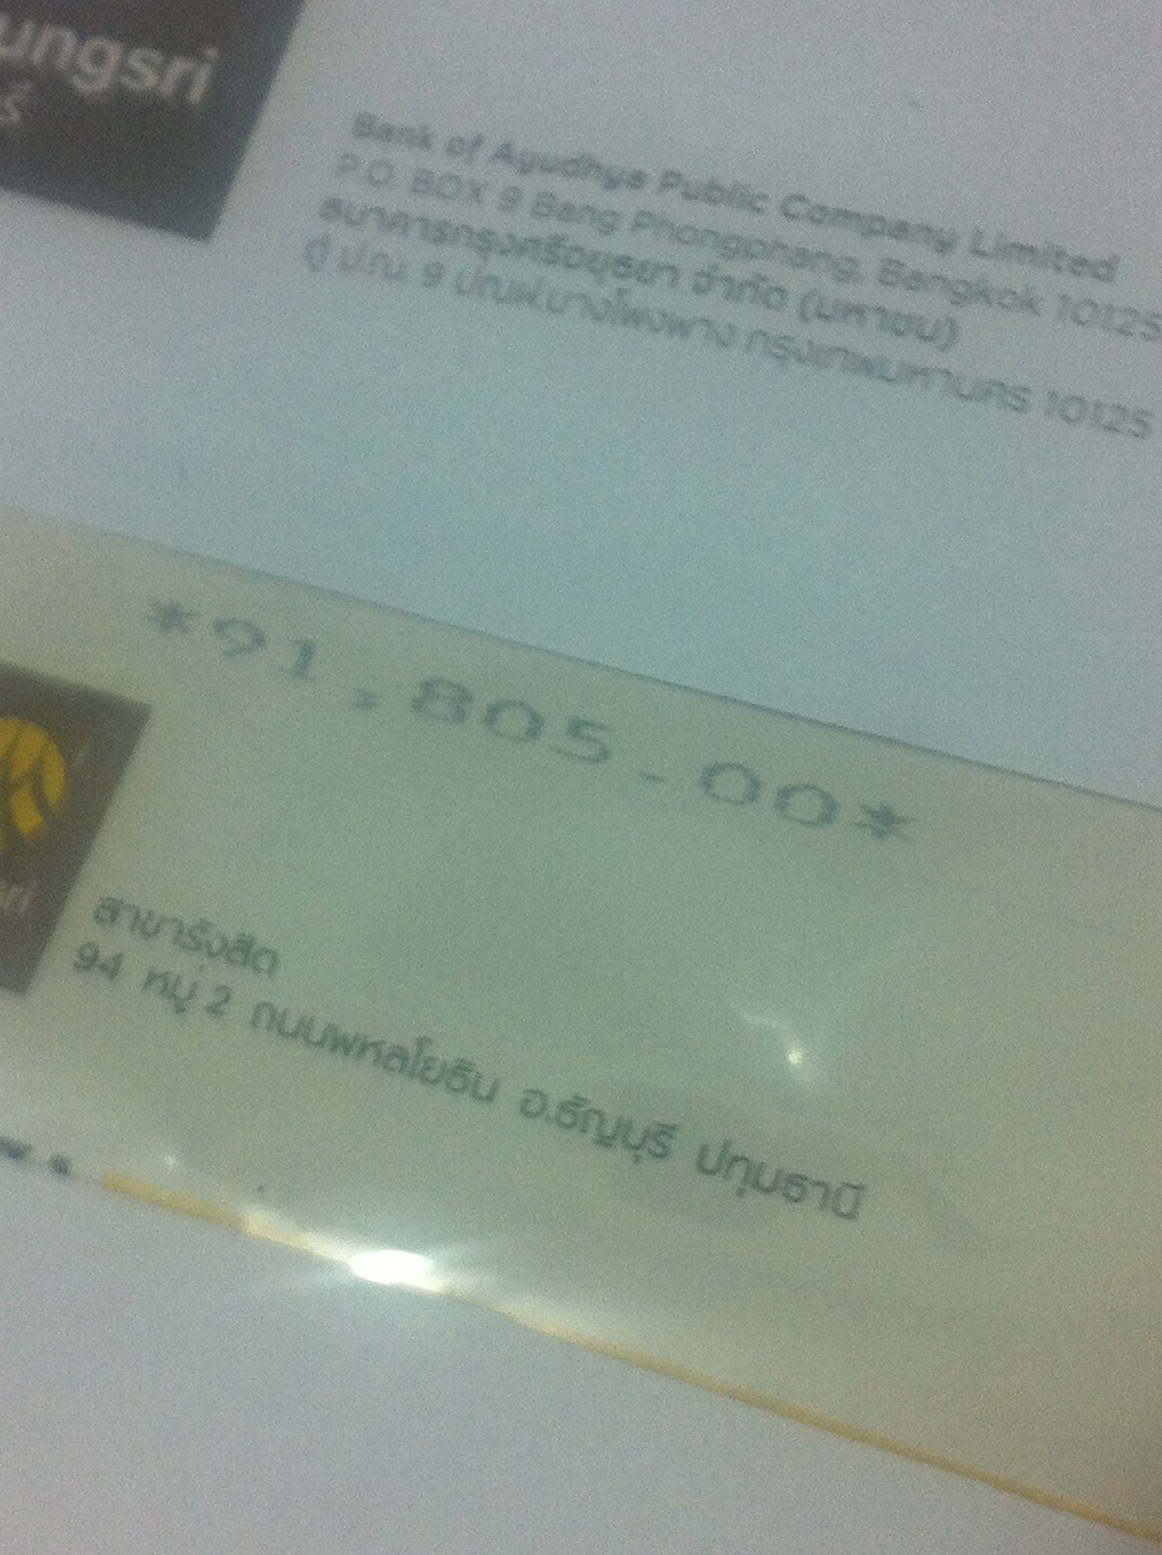 ungsri
Bank of Ayudhya Public Company Limited
P.O. BOX 9 Bang Phongphang, Bangkok 10125
ธนาคารกรุงศรีอยุธยา จำกัด (มหาชน)
ตู้ ป.ณ. 9 ปณฝ.บางโพงพาง กรุงเทพมหานคร 10125
*91,805.00*
sri
สาขารังสิต
94 หมู่ 2 ถนนพหลโยธิน อ.ธัญบุรี ปทุมธานี